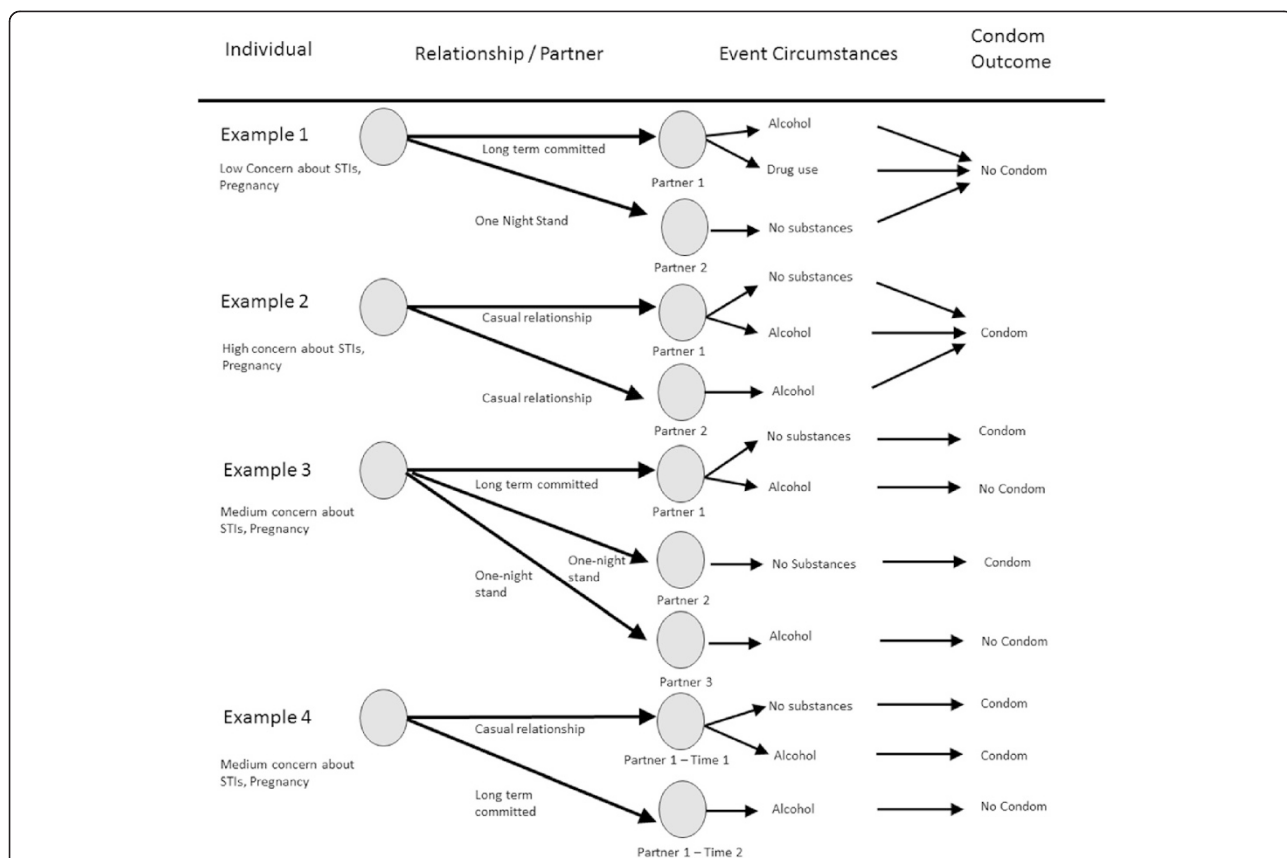 Individual
Relationship / Partner
Event Circumstances
Condom
Outcome
Example 1
Low Concern about STIs,
Pregnancy
Long term committed
Partner 1
Alcohol
Drug use
No Condom
One Night Stand
Partner 2
No substances
Example 2
High concern about STIs,
Pregnancy
Casual relationship
Partner 1
No substances
Alcohol
Condom
Casual relationship
Partner 2
Alcohol
Example 3
Medium concern about
STIs, Pregnancy
Long term committed
Partner 1
No substances
Condom
Alcohol
No Condom
One-night
stand
Partner 2
No Substances
Condom
One-night
stand
Partner 3
Alcohol
No Condom
Example 4
Medium concern about
STIs, Pregnancy
Casual relationship
Partner 1 – Time 1
No substances
Condom
Alcohol
Condom
Long term
committed
Partner 1 – Time 2
Alcohol
No Condom